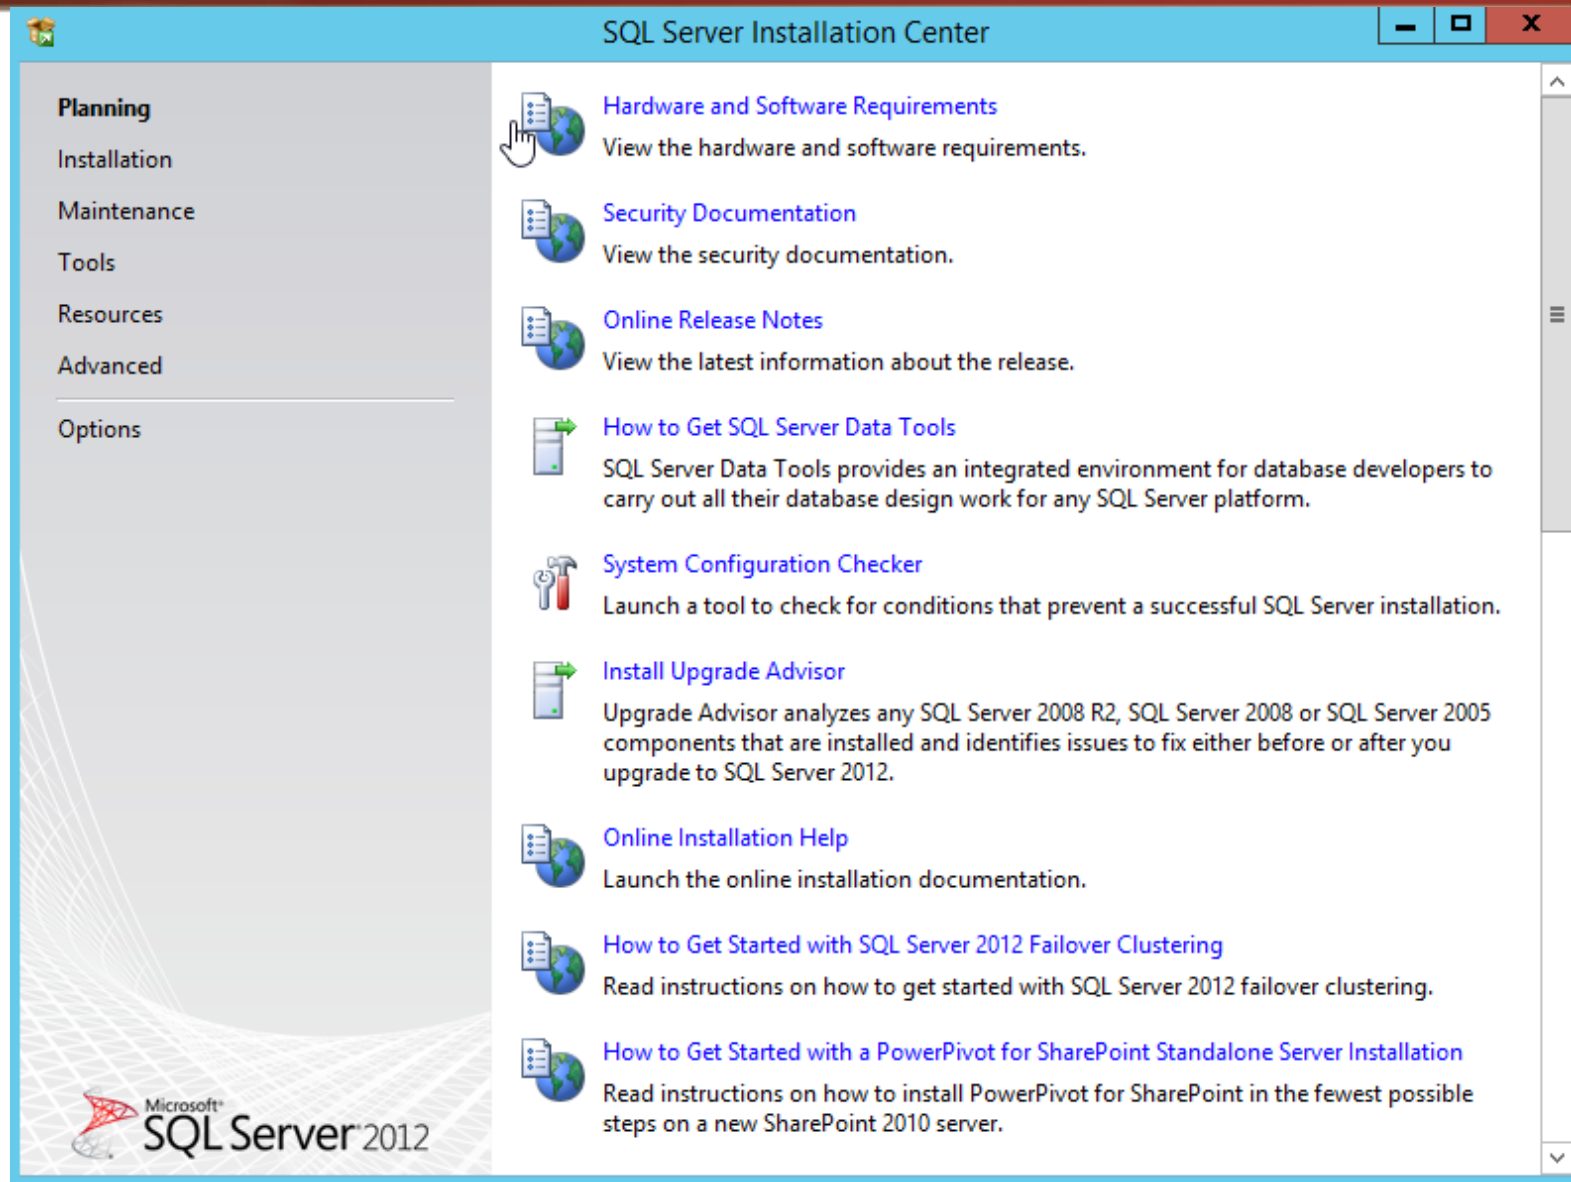 SQL Server Installation Center
Planning
Installation
Maintenance
Tools
Resources
Advanced
Options
Hardware and Software Requirements
View the hardware and software requirements.
Security Documentation
View the security documentation.
Online Release Notes
View the latest information about the release.
How to Get SQL Server Data Tools
SQL Server Data Tools provides an integrated environment for database developers to
carry out all their database design work for any SQL Server platform.
System Configuration Checker
Launch a tool to check for conditions that prevent a successful SQL Server installation.
Install Upgrade Advisor
Upgrade Advisor analyzes any SQL Server 2008 R2, SQL Server 2008 or SQL Server 2005
components that are installed and identifies issues to fix either before or after you
upgrade to SQL Server 2012.
Online Installation Help
Launch the online installation documentation.
How to Get Started with SQL Server 2012 Failover Clustering
Read instructions on how to get started with SQL Server 2012 failover clustering.
How to Get Started with a PowerPivot for SharePoint Standalone Server Installation
Read instructions on how to install PowerPivot for SharePoint in the fewest possible
steps on a new SharePoint 2010 server.
Microsoft
SQL Server 2012